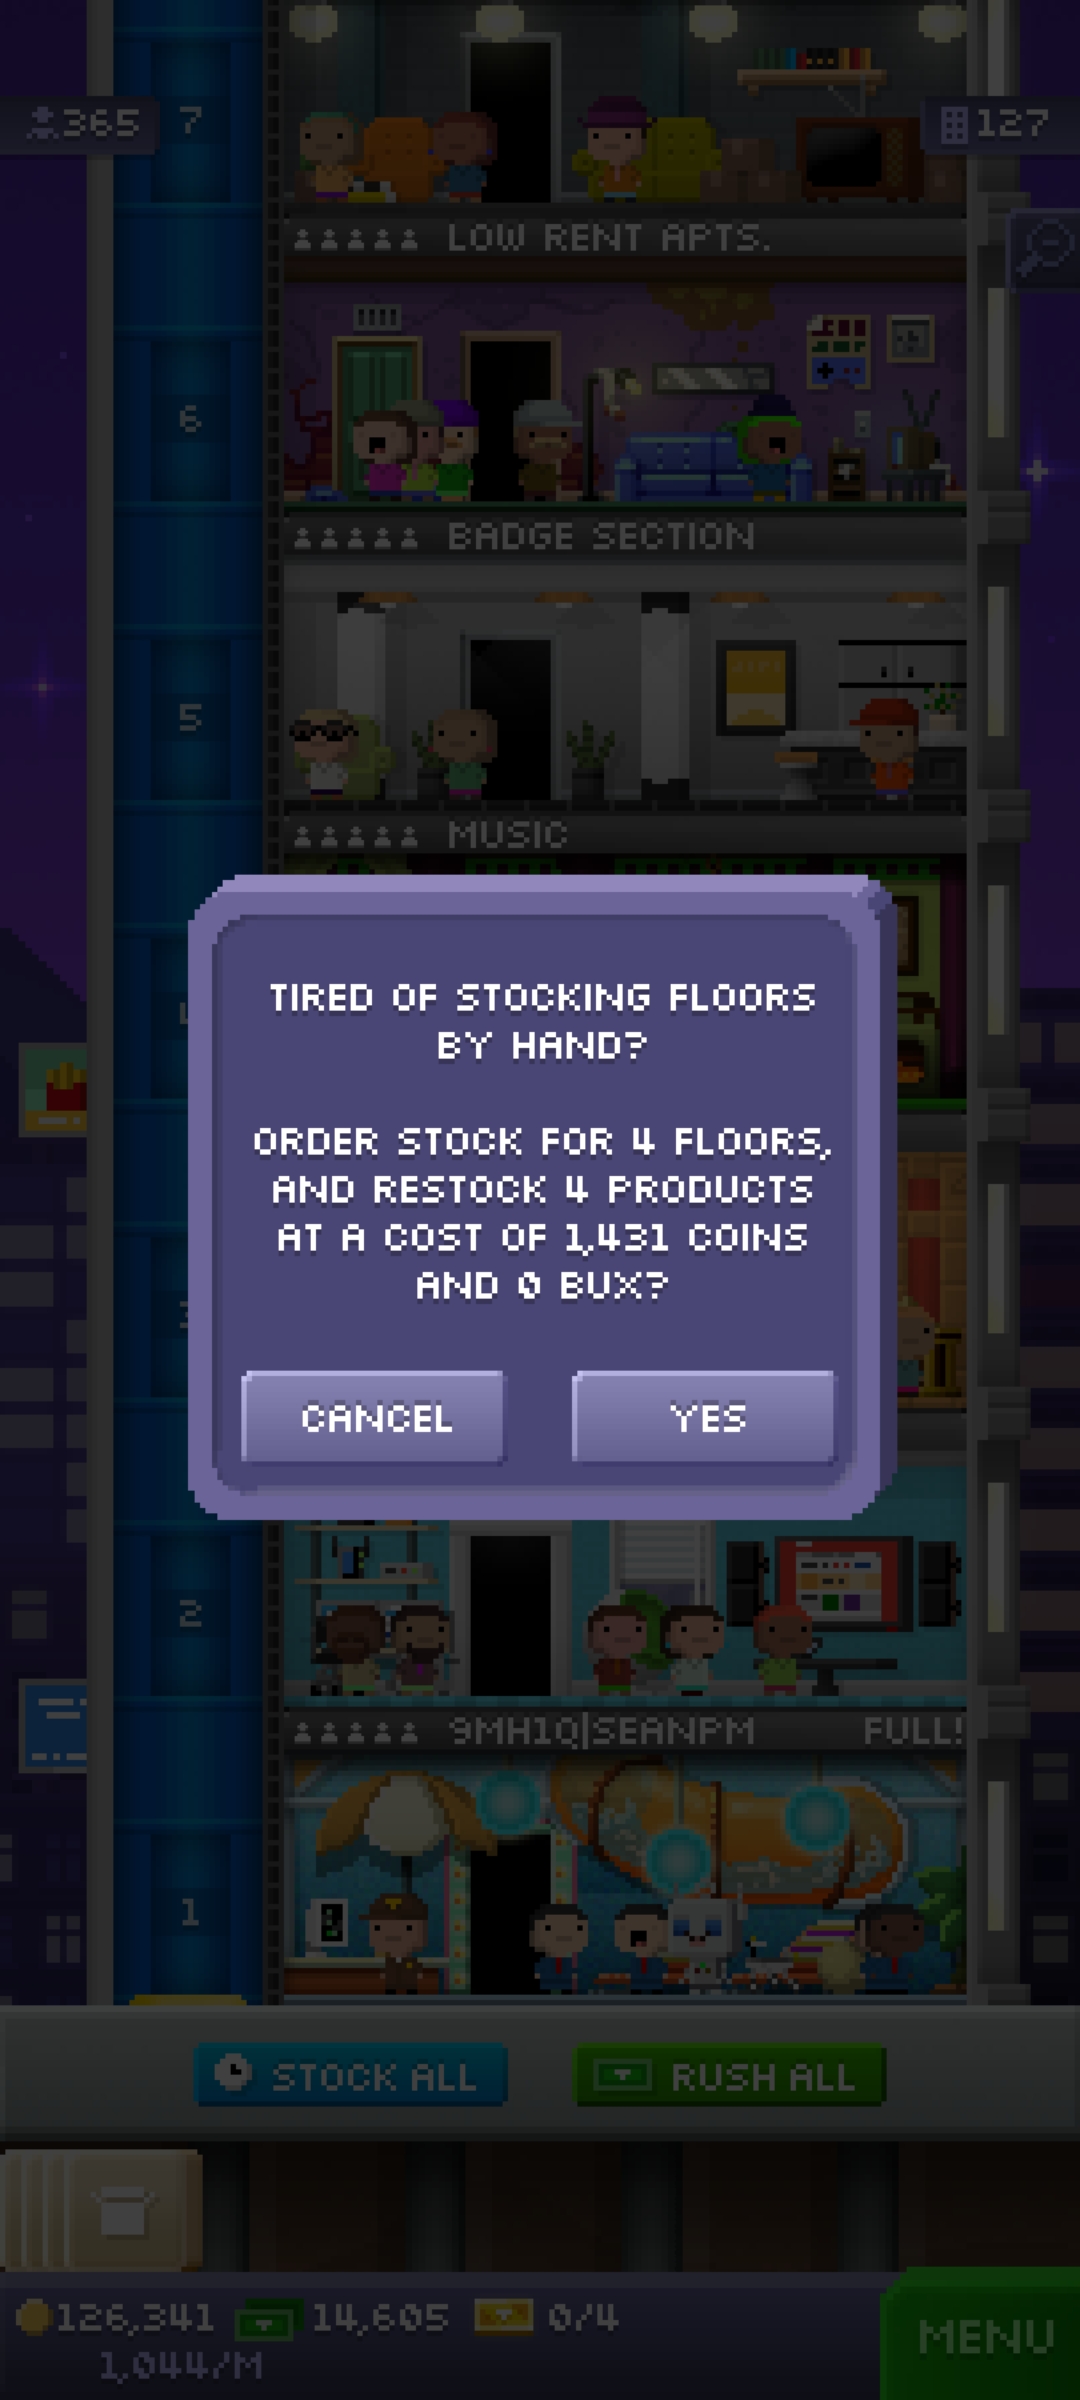 365
7
127
LOW RENT APTS.
6
BADGE SECTION
5
MUSIC
TIRED OF STOCKING FLOORS
BY HAND?
ORDER STOCK FOR 4 FLOORS,
AND RESTOCK 4 PRODUCTS
AT A COST OF 1,431 COINS
AND 0 BUX?
CANCEL
YES
2
9MH1Q|SEANPM
FULL!
1
STOCK ALL
RUSH ALL
126,341
14,605
0/4
MENU
1,044/M